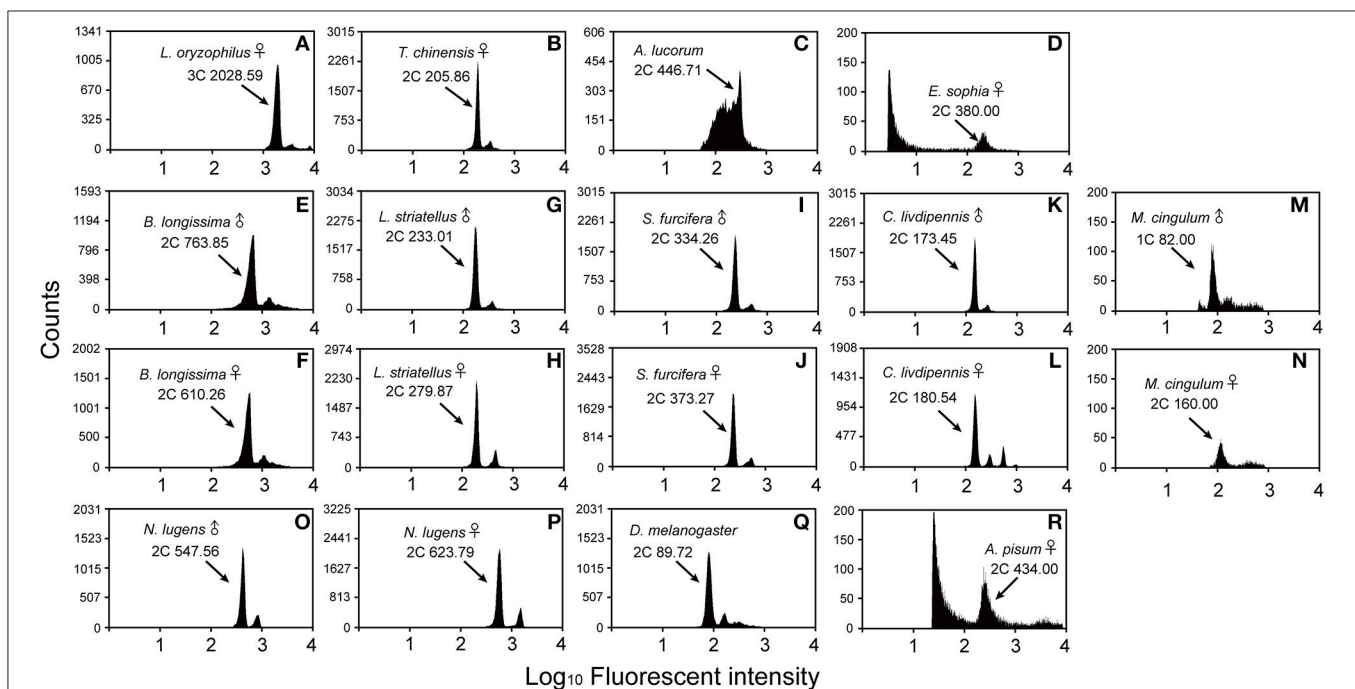 1341
1005
670
325
0
L. oryzophilus ♀
3C 2028.59
A
1 2 3 4
3015
2261
1507
753
0
T. chinensis ♀
2C 205.86
B
1 2 3 4
606
454
303
151
0
A. lucorum
2C 446.71
C
1 2 3 4
200
150
100
50
0
E. sophia ♀
2C 380.00
D
1 2 3 4
1593
1194
796
398
0
B. longissima ♂
2C 763.85
E
1 2 3 4
3034
2275
1517
758
0
L. striatellus ♂
2C 233.01
G
1 2 3 4
3015
2261
1507
753
0
S. furcifera ♂
2C 334.26
I
1 2 3 4
3015
2261
1507
753
0
C. livdipennis ♂
2C 173.45
K
1 2 3 4
200
150
100
50
0
M. cingulum ♂
1C 82.00
M
1 2 3 4
2002
1501
1001
500
0
B. longissima ♀
2C 610.26
F
1 2 3 4
2974
2230
1487
743
0
L. striatellus ♀
2C 279.87
H
1 2 3 4
3528
2443
1629
814
0
S. furcifera ♀
2C 373.27
J
1 2 3 4
1908
1431
954
477
0
C. livdipennis ♀
2C 180.54
L
1 2 3 4
200
150
100
50
0
M. cingulum ♀
2C 160.00
N
1 2 3 4
2031
1523
1015
507
0
N. lugens ♂
2C 547.56
O
1 2 3 4
3225
2441
1627
813
0
N. lugens ♀
2C 623.79
P
1 2 3 4
2031
1523
1015
507
0
D. melanogaster
2C 89.72
Q
1 2 3 4
200
150
100
50
0
A. pisum ♀
2C 434.00
R
1 2 3 4
Counts
Log₁₀ Fluorescent intensity